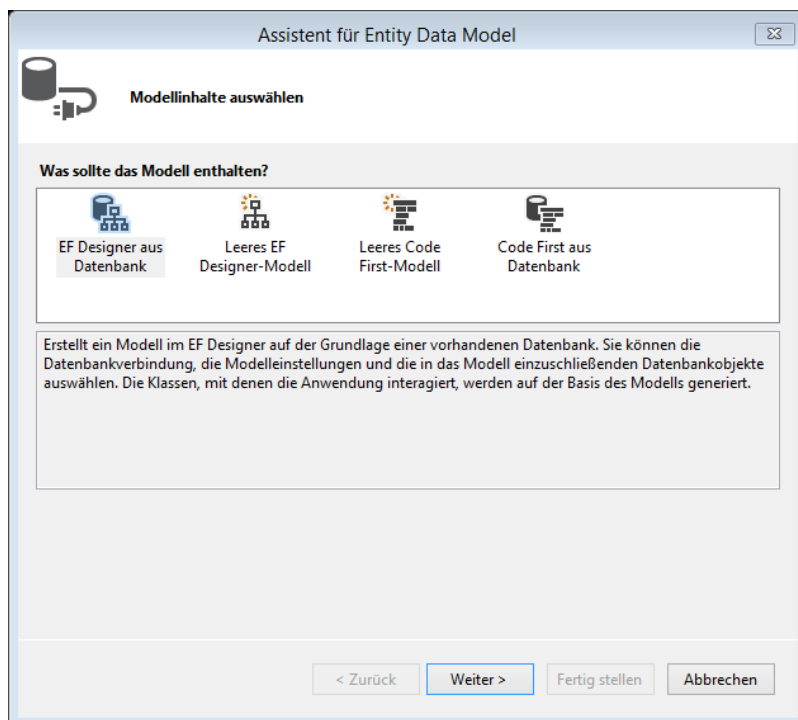 Assistent für Entity Data Model
Modellinhalte auswählen
Was sollte das Modell enthalten?
EF Designer aus
Datenbank
Leeres EF
Designer-Modell
Leeres Code
First-Modell
Code First aus
Datenbank
Erstellt ein Modell im EF Designer auf der Grundlage einer vorhandenen Datenbank. Sie können die
Datenbankverbindung, die Modelleinstellungen und die in das Modell einzuschließenden Datenbankobjekte
auswählen. Die Klassen, mit denen die Anwendung interagiert, werden auf der Basis des Modells generiert.
< Zurück
Weiter >
Fertig stellen
Abbrechen